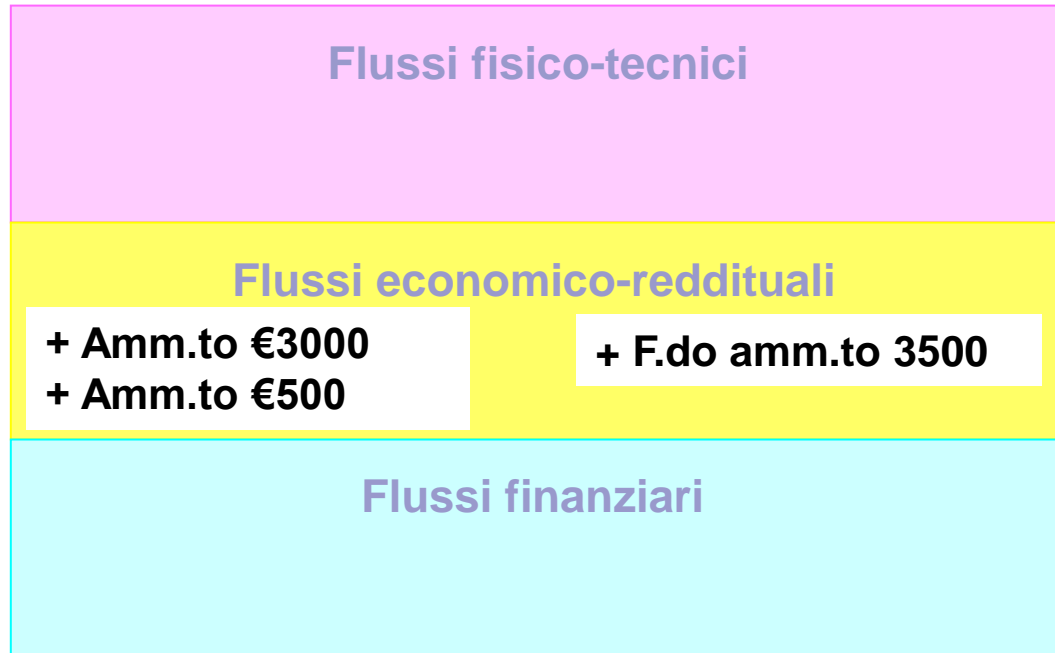 Flussi fisico-tecnici
Flussi economico-reddituali
+ Amm.to €3000
+ Amm.to €500
+ F.do amm.to 3500
Flussi finanziari